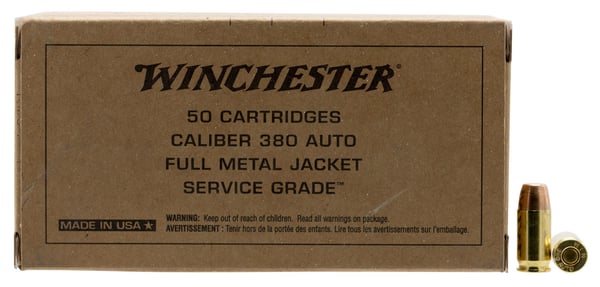 WINCHESTER
50 CARTRIDGES
CALIBER 380 AUTO
FULL METAL JACKET
SERVICE GRADE™
MADE IN USA ★
WARNING: Keep out of reach of children. Read all warnings on package.
AVERTISSEMENT : Tenir hors de la portée des enfants. Lire tous les avertissements sur l'emballage.